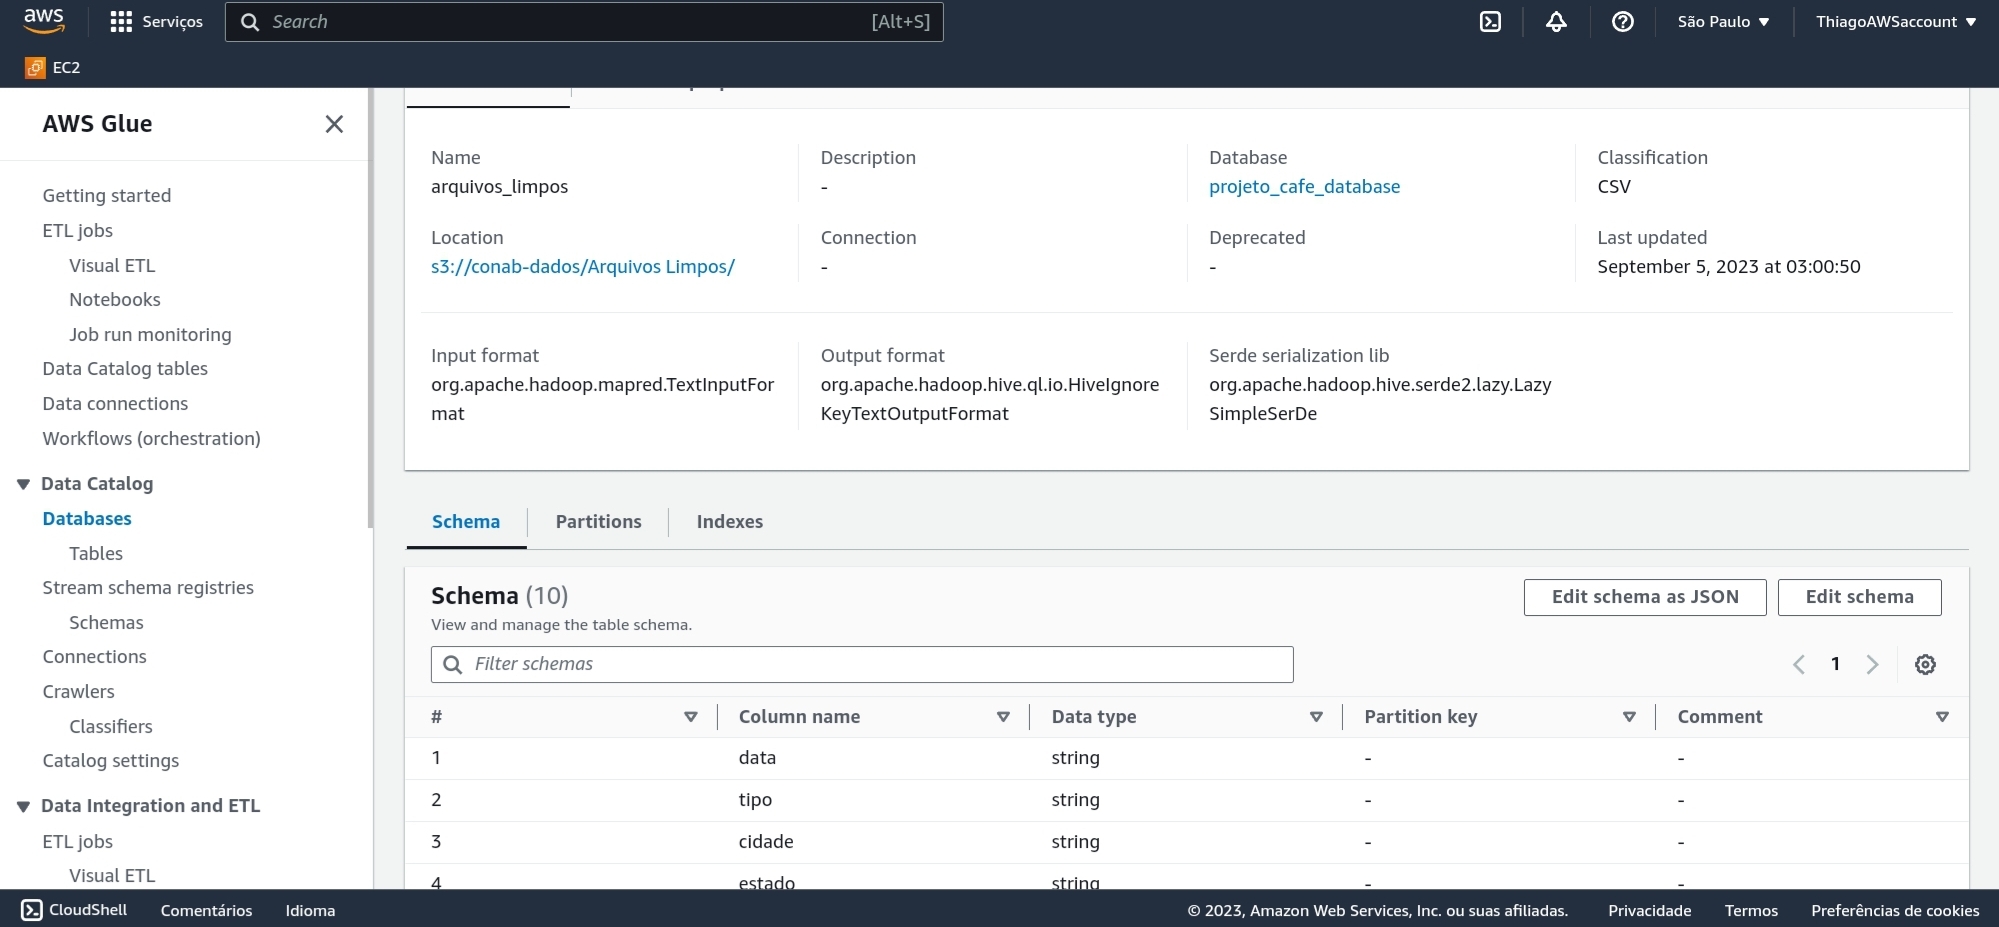 aws
Serviços
Search
[Alt+S]
São Paulo
ThiagoAWSaccount
EC2
AWS Glue
Getting started
ETL jobs
Visual ETL
Notebooks
Job run monitoring
Data Catalog tables
Data connections
Workflows (orchestration)
Data Catalog
Databases
Tables
Stream schema registries
Schemas
Connections
Crawlers
Classifiers
Catalog settings
Data Integration and ETL
ETL jobs
Visual ETL
Name
arquivos_limpos
Description
-
Database
projeto_cafe_database
Classification
CSV
Location
s3://conab-dados/Arquivos Limpos/
Connection
-
Deprecated
-
Last updated
September 5, 2023 at 03:00:50
Input format
org.apache.hadoop.mapred.TextInputFor
mat
Output format
org.apache.hadoop.hive.ql.io.HiveIgnore
KeyTextOutputFormat
Serde serialization lib
org.apache.hadoop.hive.serde2.lazy.Lazy
SimpleSerDe
Schema
Partitions
Indexes
Schema (10)
View and manage the table schema.
Edit schema as JSON
Edit schema
Filter schemas
1
# Column name Data type Partition key Comment
1 data string - -
2 tipo string - -
3 cidade string - -
4 estado string - -
CloudShell
Comentários
Idioma
© 2023, Amazon Web Services, Inc. ou suas afiliadas.
Privacidade
Termos
Preferências de cookies